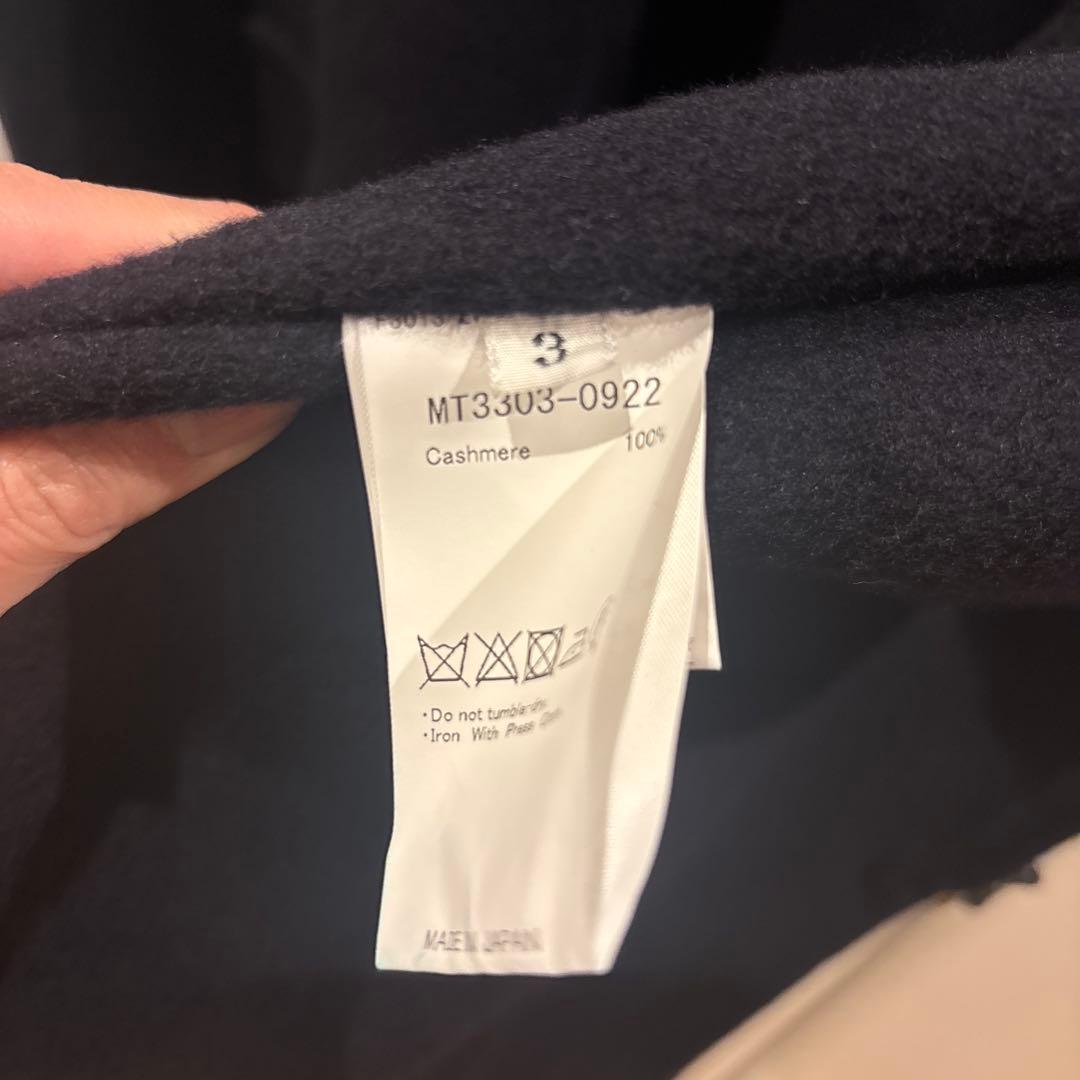 3
MT3303-0922
Cashmere 100%
・Do not tumble dry.
・Iron With Press Cloth
MADE IN JAPAN